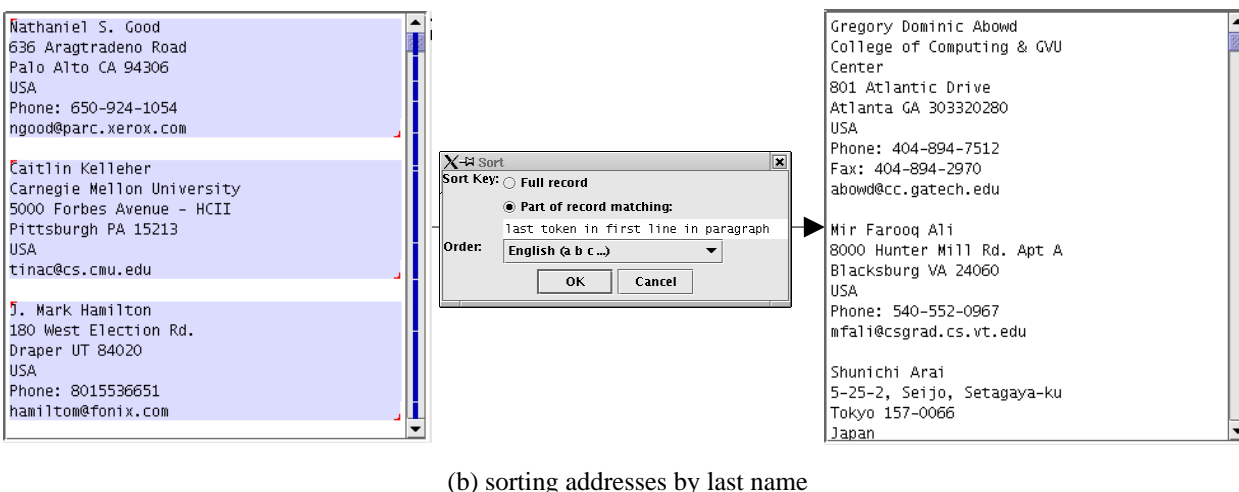 Nathaniel S. Good
636 Aragtradeno Road
Palo Alto CA 94306
USA
Phone: 650-924-1054
ngood@parc.xerox.com
Caitlin Kelleher
Carnegie Mellon University
5000 Forbes Avenue - HCII
Pittsburgh PA 15213
USA
tinac@cs.cmu.edu
J. Mark Hamilton
180 West Election Rd.
Draper UT 84020
USA
Phone: 8015536651
hamiltom@fonix.com
Sort
Sort Key: Full record
Part of record matching:
last token in first line in paragraph
Order: English (a b c ...)
OK Cancel
Gregory Dominic Abowd
College of Computing & GVU
Center
801 Atlantic Drive
Atlanta GA 303320280
USA
Phone: 404-894-7512
Fax: 404-894-2970
abowd@cc.gatech.edu
Mir Farooq Ali
8000 Hunter Mill Rd. Apt A
Blacksburg VA 24060
USA
Phone: 540-552-0967
mfali@csgrad.cs.vt.edu
Shunichi Arai
5-25-2, Seijo, Setagaya-ku
Tokyo 157-0066
Japan
(b) sorting addresses by last name